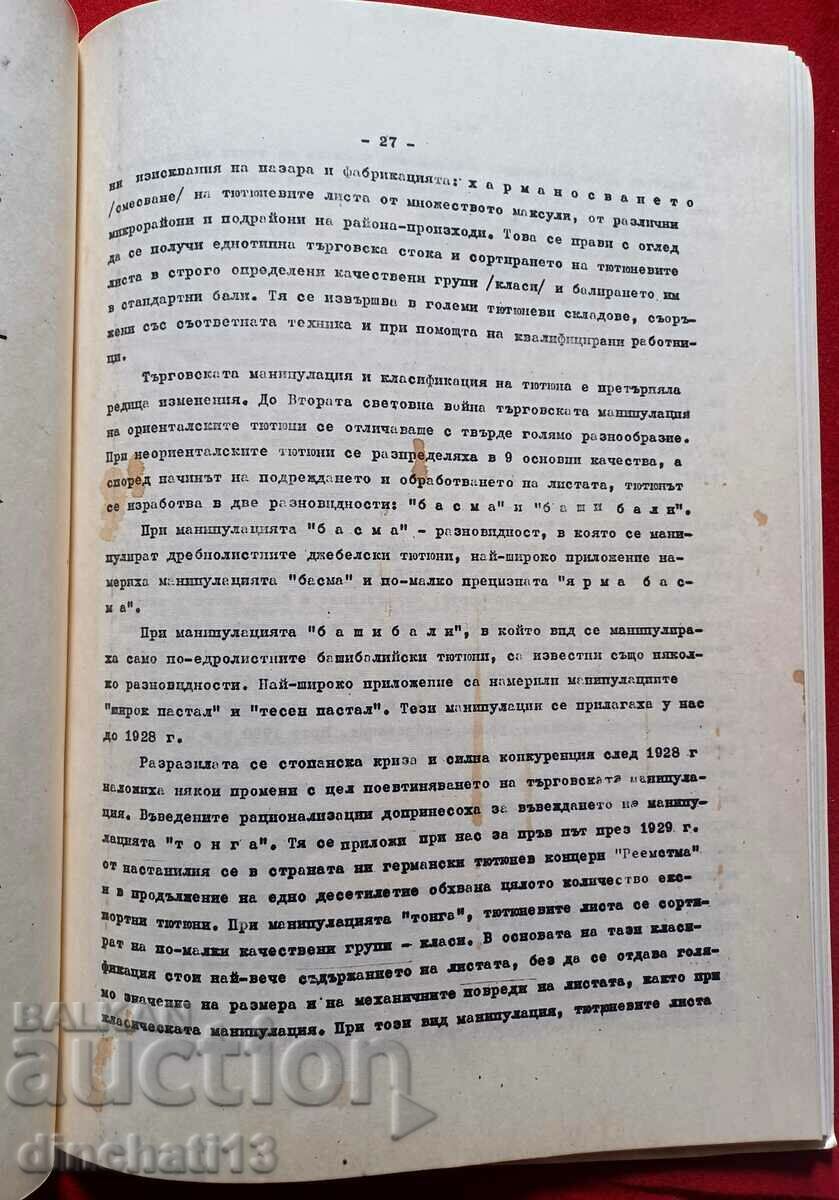 - 27 -
ни изисквания на пазара и фабрикацията: х а р м а н о с в а н е т о
/смесване/ на тютюневите листа от множеството максули, от различни
микрорайони и подрайони на района-произходи. Това се прави с оглед
да се получи еднотипна търговска стока и сортирането на тютюневите
листа в строго определени качествени групи /класи/ и балирането им
в стандартни бали. Тя се извършва в големи тютюневи складове, съоръ-
жени със съответната техника и при помощта на квалифицирани работни-
ци.
Търговската манипулация и класификация на тютюна е претърпяла
редица изменения. До Втората световна война търговската манипулация
на ориенталските тютюни се отличаваше с твърде голямо разнообразие.
При неориенталските тютюни се разпределяха в 9 основни качества, а
според начинът на подреждането и обработването на листата, тютюнът
се изработва в две разновидности: "б а с м а" и "б а ш и б а л и".
При манипулацията "б а с м а" - разновидност, в която се мани-
пулират дребнолистните джебелски тютюни, най-широко приложение на-
мериха манипулацията "басма" и по-малко прецизната "я р м а б а с-
м а".
При манипулацията "б а ш и б а л и", в който вид се манипулира-
ха само по-едролистните башибалийски тютюни, са известни също някол-
ко разновидности. Най-широко приложение са намерили манипулациите
"широк пастал" и "тесен пастал". Тези манипулации се прилагаха у нас
до 1928 г.
Разразилата се стопанска криза и силна конкуренция след 1928 г
наложиха някои промени с цел поевтиняването на търговската манипула-
ция. Въведените рационализации допринесоха за въвеждането на манипу-
лацията "т о н г а". Тя се приложи при нас за пръв път през 1929 г.
от настанилия се в страната ни германски тютюнев концерн "Реемстма"
и в продължение на едно десетилетие обхвана цялото количество екс-
портни тютюни. При манипулацията "тонга", тютюневите листа се сорти-
рат на по-малки качествени групи - класи. В основата на тази класи-
фикация стои най-вече съдържанието на листата, без да се отдава голя-
мо значение на размера и на механичните повреди на листата, както при
класическата манипулация. При този вид манипулация, тютюневите листа
BALKAN
auction
dinchati13